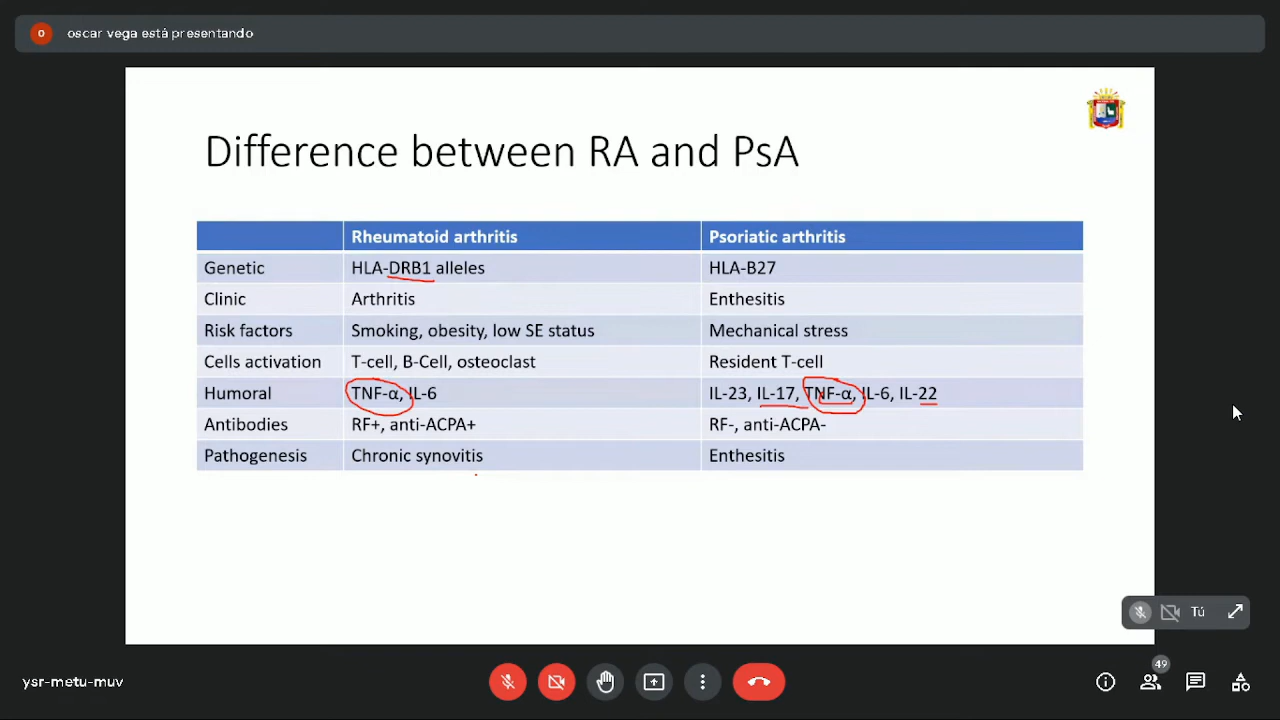 O oscar vega está presentando
Difference between RA and PsA
Rheumatoid arthritis Psoriatic arthritis
Genetic HLA-DRB1 alleles HLA-B27
Clinic Arthritis Enthesitis
Risk factors Smoking, obesity, low SE status Mechanical stress
Cells activation T-cell, B-Cell, osteoclast Resident T-cell
Humoral TNF-α, IL-6 IL-23, IL-17, TNF-α, IL-6, IL-22
Antibodies RF+, anti-ACPA+ RF-, anti-ACPA-
Pathogenesis Chronic synovitis Enthesitis
Tú
ysr-metu-muv
49